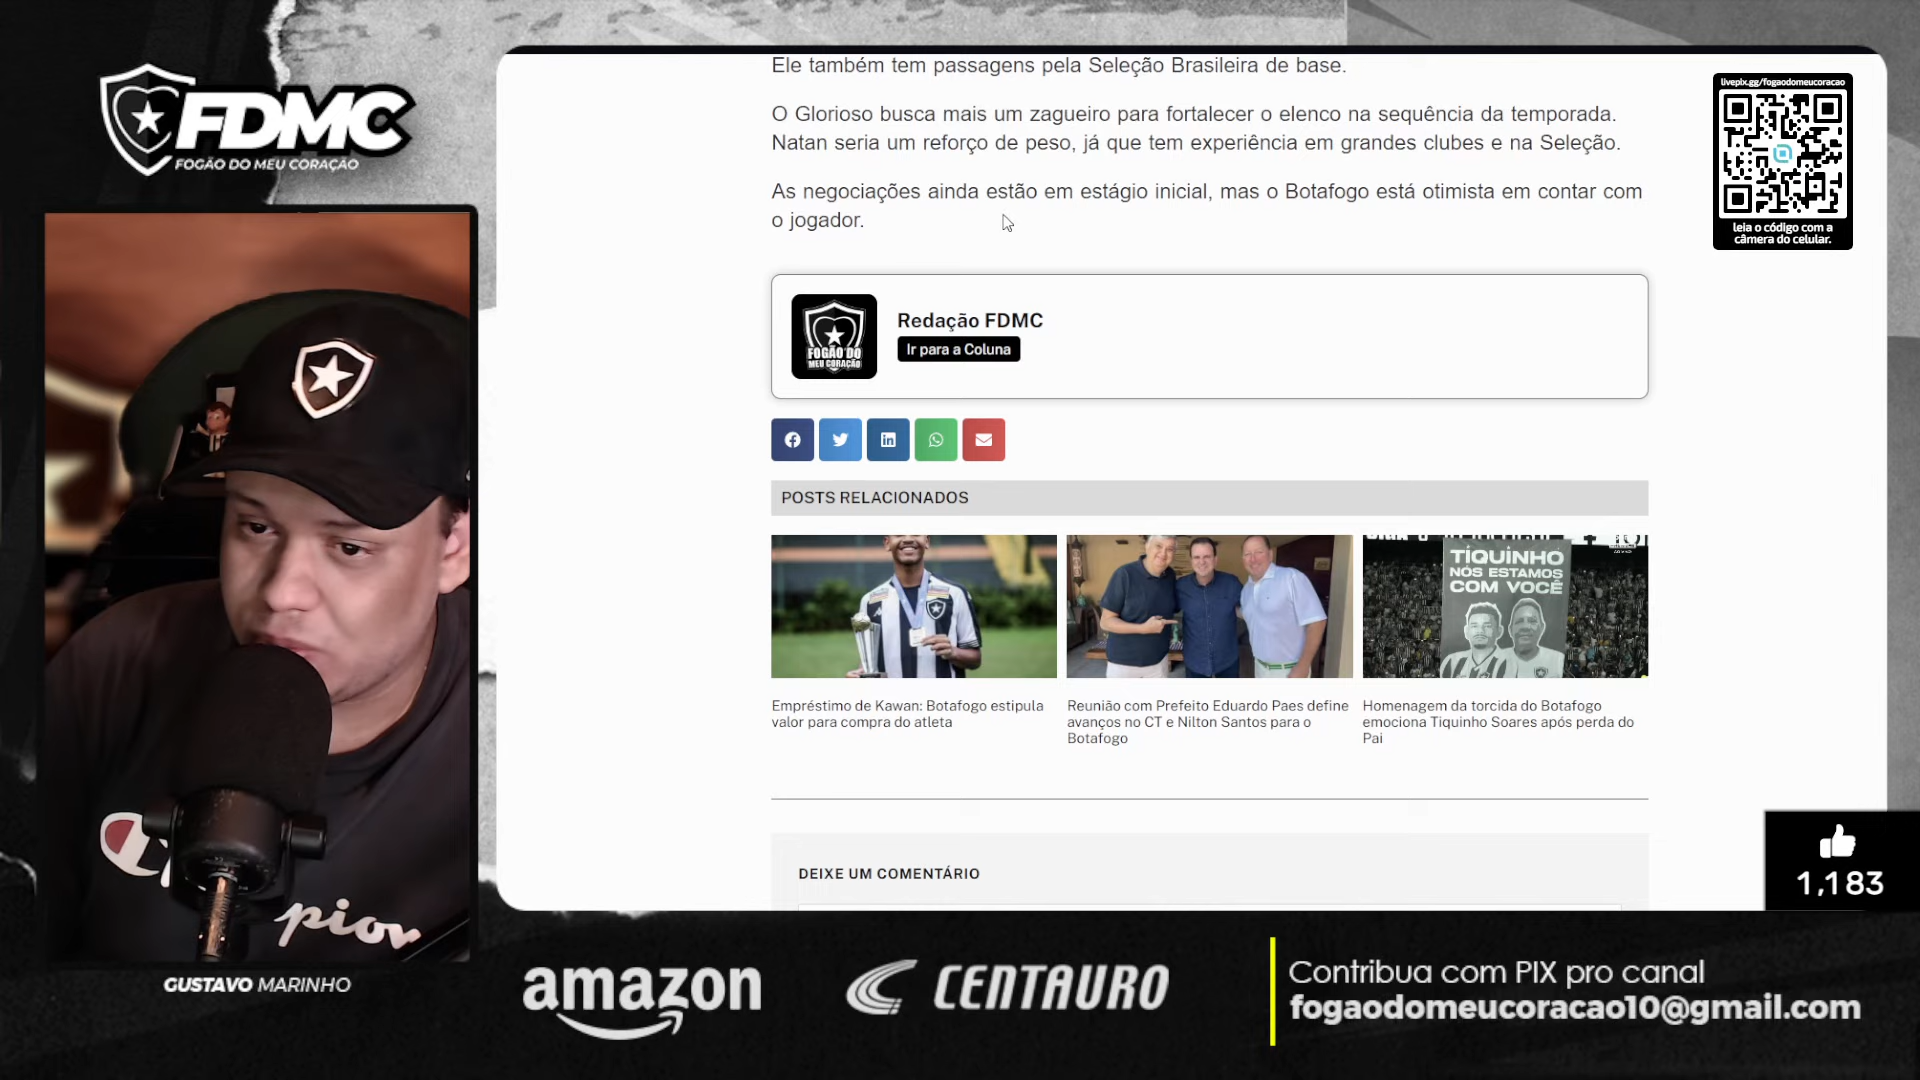 FDMC
FOGÃO DO MEU CORAÇÃO
Ele também tem passagens pela Seleção Brasileira de base.
O Glorioso busca mais um zagueiro para fortalecer o elenco na sequência da temporada.
Natan seria um reforço de peso, já que tem experiência em grandes clubes e na Seleção.
As negociações ainda estão em estágio inicial, mas o Botafogo está otimista em contar com
o jogador.
livepix.gg/fogaodomeucoracao
leia o código com a
câmera do celular.
FOGÃO DO
MEU CORAÇÃO
Redação FDMC
Ir para a Coluna
POSTS RELACIONADOS
TIQUINHO
NÓS ESTAMOS
COM VOCÊ
Empréstimo de Kawan: Botafogo estipula
valor para compra do atleta
Reunião com Prefeito Eduardo Paes define
avanços no CT e Nilton Santos para o
Botafogo
Homenagem da torcida do Botafogo
emociona Tiquinho Soares após perda do
Pai
DEIXE UM COMENTÁRIO
1,183
pion
GUSTAVO MARINHO
amazon
CENTAURO
Contribua com PIX pro canal
fogaodomeucoracao10@gmail.com